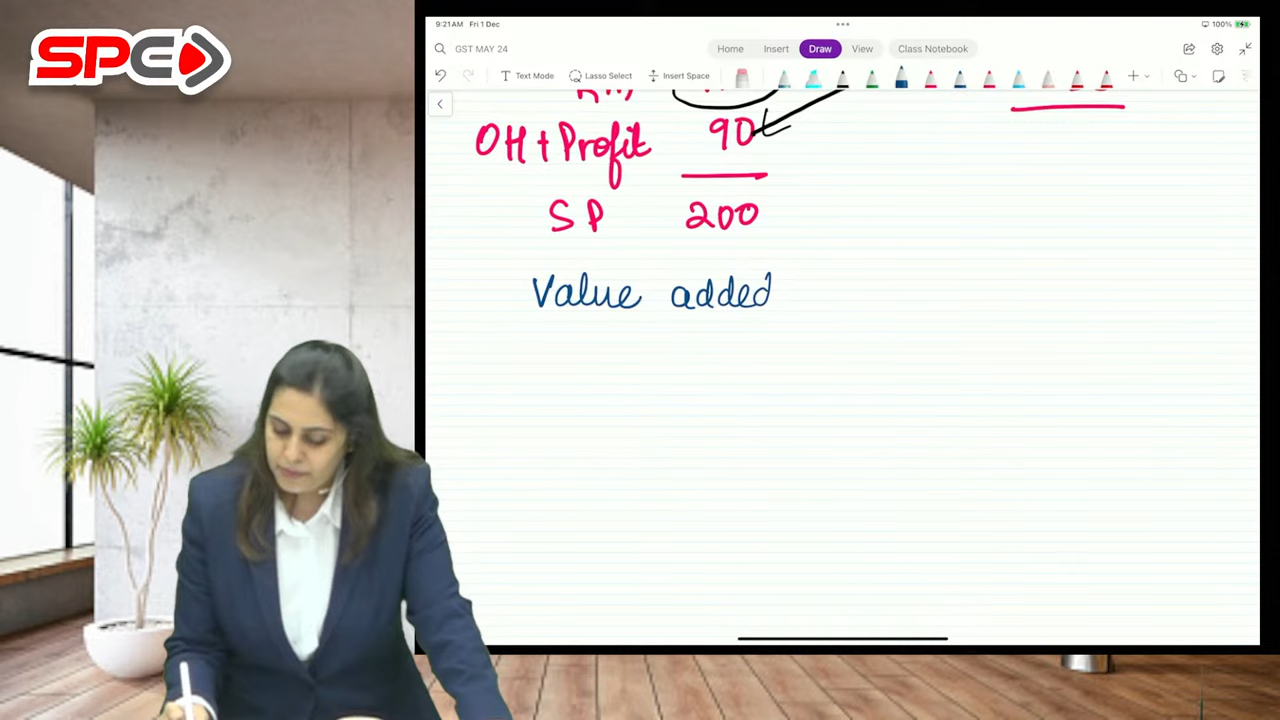 SPED
9:21 AM Fri 1 Dec
100%
GST MAY 24
Home Insert Draw View Class Notebook
Text Mode Lasso Select Insert Space
OH + Profit 90
SP 200
Value added